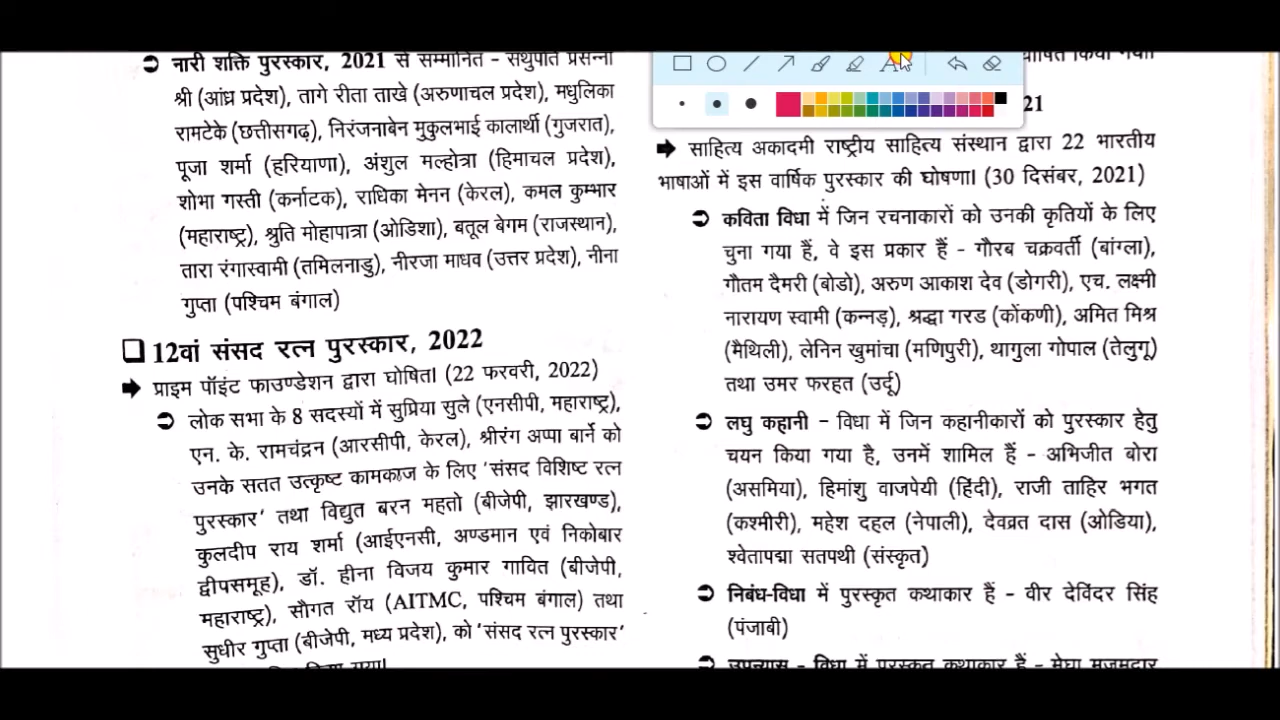 नारी शक्ति पुरस्कार, 2021 से सम्मानित - सथुपति प्रसन्ना
श्री (आंध्र प्रदेश), तागे रीता ताखे (अरुणाचल प्रदेश), मधुलिका
रामटेके (छत्तीसगढ़), निरंजनाबेन मुकुलभाई कालार्थी (गुजरात),
पूजा शर्मा (हरियाणा), अंशुल मल्होत्रा (हिमाचल प्रदेश),
शोभा गस्ती (कर्नाटक), राधिका मेनन (केरल), कमल कुम्भार
(महाराष्ट्र), श्रुति मोहापात्रा (ओडिशा), बतूल बेगम (राजस्थान),
तारा रंगास्वामी (तमिलनाडु), नीरजा माधव (उत्तर प्रदेश), नीना
गुप्ता (पश्चिम बंगाल)
12वां संसद रत्न पुरस्कार, 2022
प्राइम पॉइंट फाउण्डेशन द्वारा घोषित। (22 फरवरी, 2022)
लोक सभा के 8 सदस्यों में सुप्रिया सुले (एनसीपी, महाराष्ट्र),
एन. के. रामचंद्रन (आरसीपी, केरल), श्रीरंग अप्पा बार्ने को
उनके सतत उत्कृष्ट कामकाज के लिए 'संसद विशिष्ट रत्न
पुरस्कार' तथा विद्युत बरन महतो (बीजेपी, झारखण्ड),
कुलदीप राय शर्मा (आईएनसी, अण्डमान एवं निकोबार
द्वीपसमूह), डॉ. हीना विजय कुमार गावित (बीजेपी,
महाराष्ट्र), सौगत रॉय (AITMC, पश्चिम बंगाल) तथा
सुधीर गुप्ता (बीजेपी, मध्य प्रदेश), को 'संसद रत्न पुरस्कार'
किया गया।
21
साहित्य अकादमी राष्ट्रीय साहित्य संस्थान द्वारा 22 भारतीय
भाषाओं में इस वार्षिक पुरस्कार की घोषणा। (30 दिसंबर, 2021)
कविता विधा में जिन रचनाकारों को उनकी कृतियों के लिए
चुना गया हैं, वे इस प्रकार हैं - गौरब चक्रवर्ती (बांग्ला),
गौतम दैमरी (बोडो), अरुण आकाश देव (डोगरी), एच. लक्ष्मी
नारायण स्वामी (कन्नड़), श्रद्धा गरड (कोंकणी), अमित मिश्र
(मैथिली), लेनिन खुमांचा (मणिपुरी), थागुला गोपाल (तेलुगू)
तथा उमर फरहत (उर्दू)
लघु कहानी - विधा में जिन कहानीकारों को पुरस्कार हेतु
चयन किया गया है, उनमें शामिल हैं - अभिजीत बोरा
(असमिया), हिमांशु वाजपेयी (हिंदी), राजी ताहिर भगत
(कश्मीरी), महेश दहल (नेपाली), देवव्रत दास (ओडिया),
श्वेतापद्मा सतपथी (संस्कृत)
निबंध-विधा में पुरस्कृत कथाकार हैं - वीर देविंदर सिंह
(पंजाबी)
उपन्यास - विधा में पुरस्कृत कथाकार हैं - मेघा मजूमदार